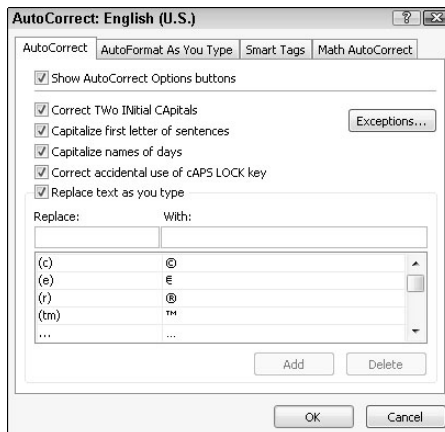 AutoCorrect: English (U.S.)
AutoCorrect AutoFormat As You Type Smart Tags Math AutoCorrect
Show AutoCorrect Options buttons
Correct TWo INitial CApitals
Exceptions...
Capitalize first letter of sentences
Capitalize names of days
Correct accidental use of cAPS LOCK key
Replace text as you type
Replace: With:
(c) ©
(e) €
(r) ®
(tm) ™
... ...
Add Delete
OK Cancel